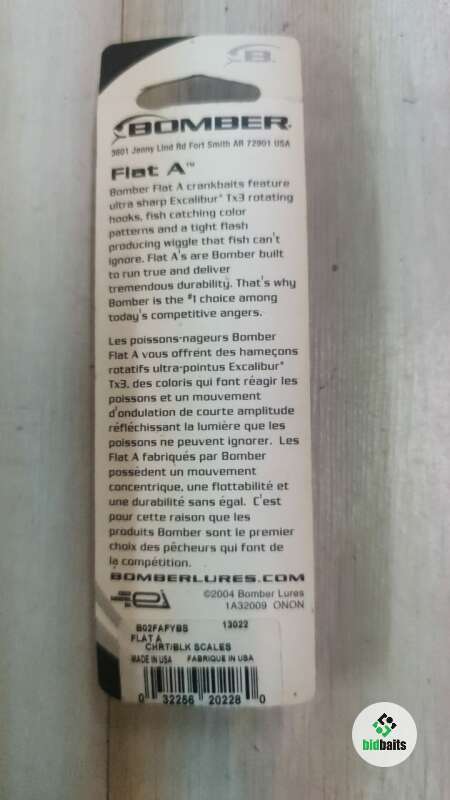 B
BOMBER
3601 Jenny Lind Rd Fort Smith AR 72901 USA
Flat A™
Bomber Flat A crankbaits feature
ultra sharp Excalibur® Tx3 rotating
hooks, fish catching color
patterns and a tight flash
producing wiggle that fish can't
ignore. Flat A's are Bomber built
to run true and deliver
tremendous durability. That's why
Bomber is the #1 choice among
today's competitive angers.
Les poissons-nageurs Bomber
Flat A vous offrent des hameçons
rotatifs ultra-pointus Excalibur®
Tx3, des coloris qui font réagir les
poissons et un mouvement
d'ondulation de courte amplitude
réfléchissant la lumière que les
poissons ne peuvent ignorer. Les
Flat A fabriqués par Bomber
possèdent un mouvement
concentrique, une flottabilité et
une durabilité sans égal. C'est
pour cette raison que les
produits Bomber sont le premier
choix des pêcheurs qui font de
la compétition.
BOMBERLURES.COM
©2004 Bomber Lures
1A32009 ONON
B02FAFYBS 13022
FLAT A
CHRT/BLK SCALES
MADE IN USA FABRIQUE IN USA
0 32256 20228 0
bidbaits